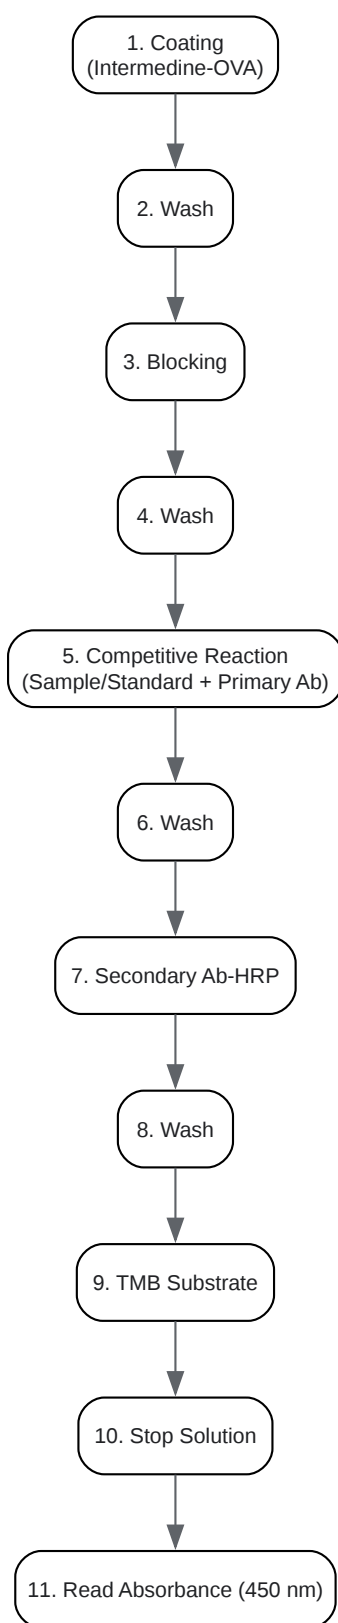 1. Coating
(Intermedine-OVA)
2. Wash
3. Blocking
4. Wash
5. Competitive Reaction
(Sample/Standard + Primary Ab)
6. Wash
7. Secondary Ab-HRP
8. Wash
9. TMB Substrate
10. Stop Solution
11. Read Absorbance (450 nm)